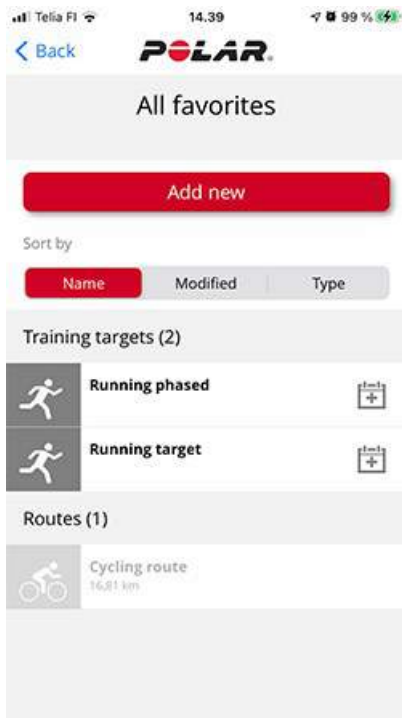 Telia FI 14.39 99 %
Back POLAR.
All favorites
Add new
Sort by
Name Modified Type
Training targets (2)
Running phased
Running target
Routes (1)
Cycling route
16,81 km